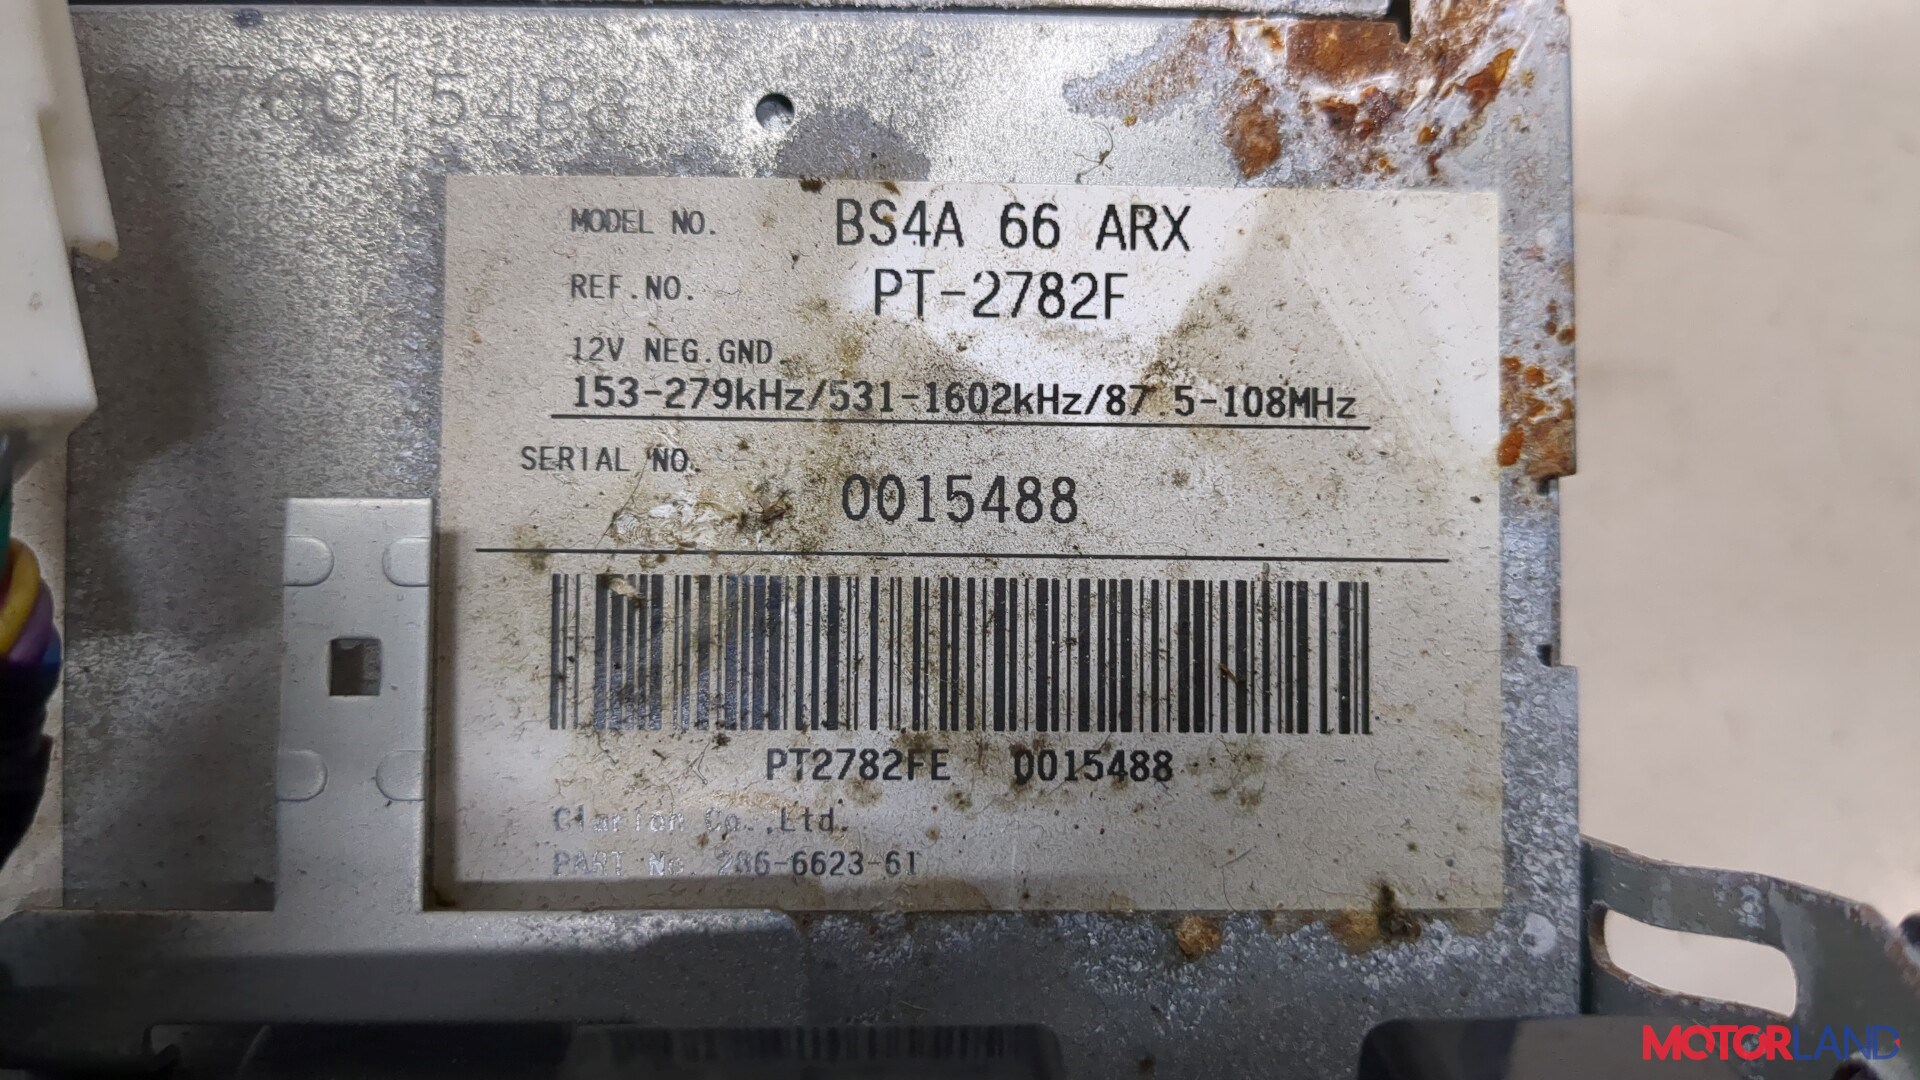 170015488
MODEL NO. BS4A 66 ARX
REF.NO. PT-2782F
12V NEG.GND.
153-279kHz/531-1602kHz/87.5-108MHz
SERIAL NO. 0015488
PT2782FE 0015488
Clarion Co.,Ltd.
PART No. 286-6623-61
MOTORLAND